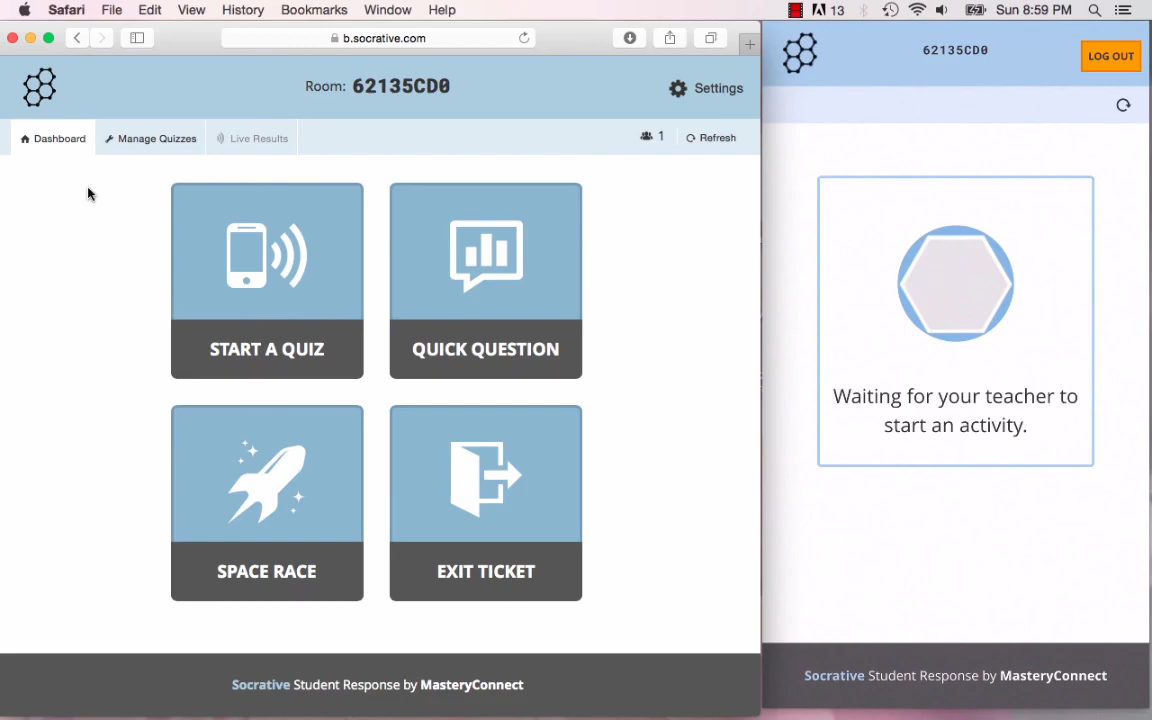 Safari File Edit View History Bookmarks Window Help 13 Sun 8:59 PM
b.socrative.com
Room: 62135CD0
Settings
Dashboard Manage Quizzes Live Results 1 Refresh
START A QUIZ
QUICK QUESTION
SPACE RACE
EXIT TICKET
Socrative Student Response by MasteryConnect
62135CD0
LOG OUT
Waiting for your teacher to
start an activity.
Socrative Student Response by MasteryConnect